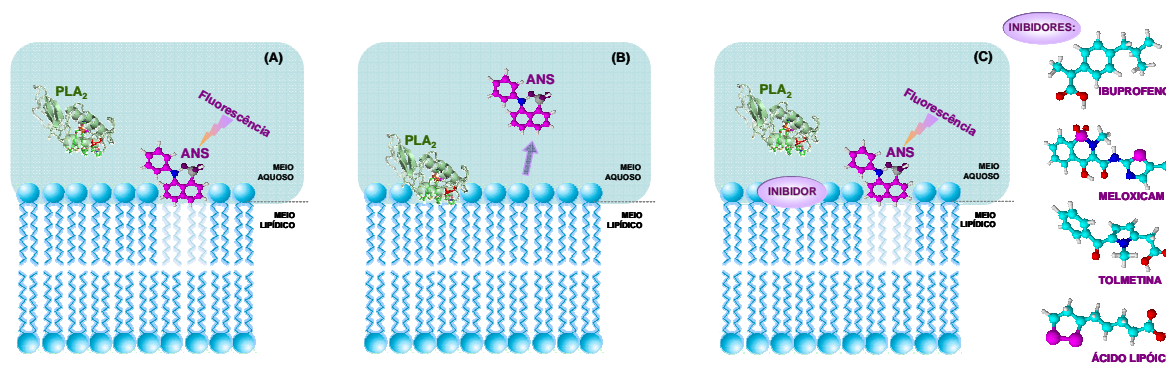 (A)
PLA2
Fluorescência
ANS
MEIO
AQUOSO
MEIO
LIPÍDICO
(B)
ANS
PLA2
MEIO
AQUOSO
MEIO
LIPÍDICO
(C)
PLA2
Fluorescência
ANS
INIBIDOR
MEIO
AQUOSO
MEIO
LIPÍDICO
INIBIDORES:
IBUPROFENO
MELOXICAM
TOLMETINA
ÁCIDO LIPÓIC